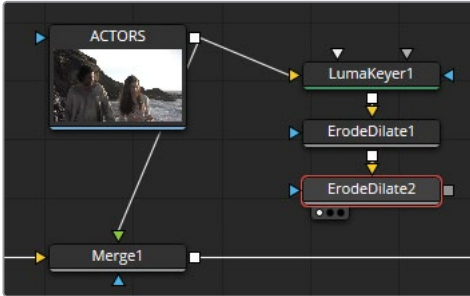 ACTORS
LumaKeyer1
ErodeDilate1
ErodeDilate2
Merge1